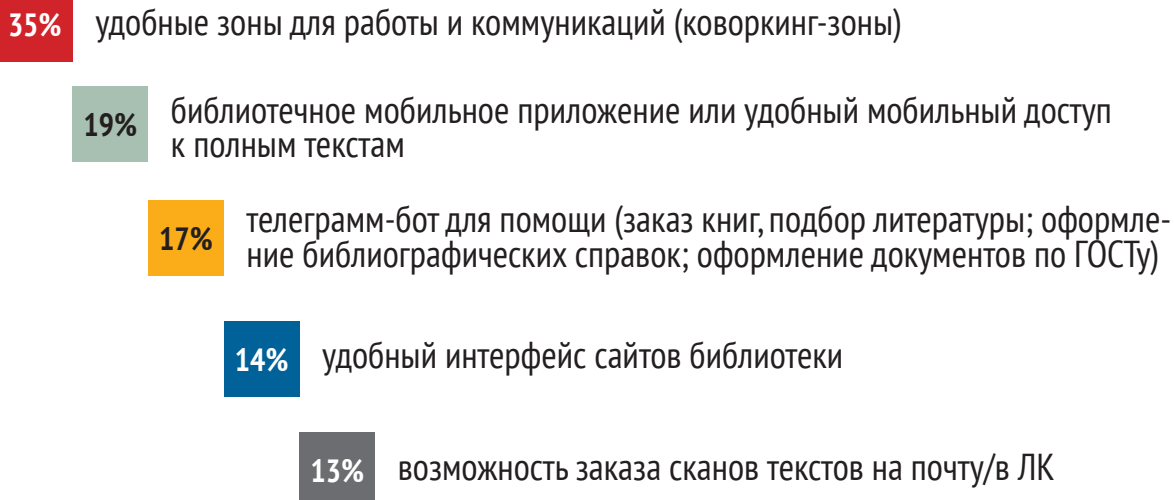 35% удобные зоны для работы и коммуникаций (коворкинг-зоны)
19% библиотечное мобильное приложение или удобный мобильный доступ
к полным текстам
17% телеграмм-бот для помощи (заказ книг, подбор литературы; оформле-
ние библиографических справок; оформление документов по ГОСТу)
14% удобный интерфейс сайтов библиотеки
13% возможность заказа сканов текстов на почту/в ЛК